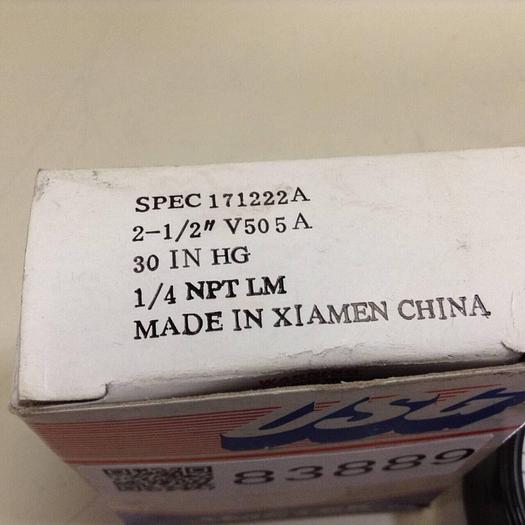 SPEC 171222A
2-1/2" V505A
30 IN HG
1/4 NPT LM
MADE IN XIAMEN CHINA
83889